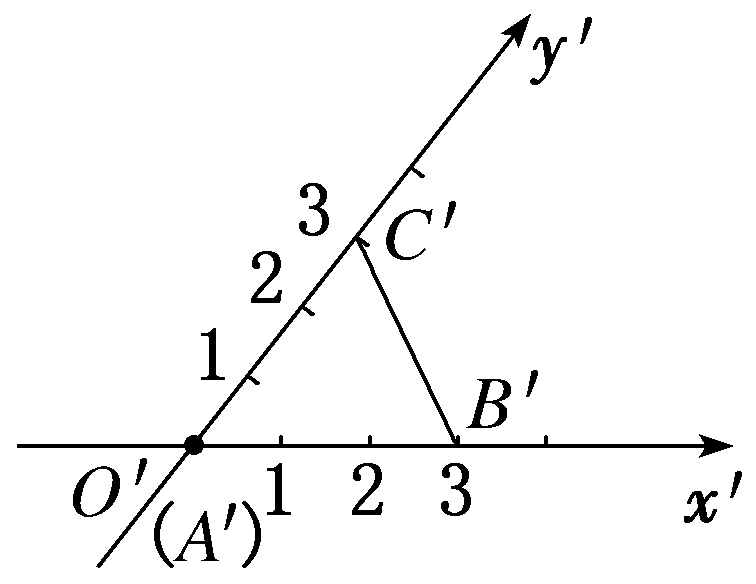 y′
3 C′
2
1
B′
O′ (A′) 1 2 3 x′